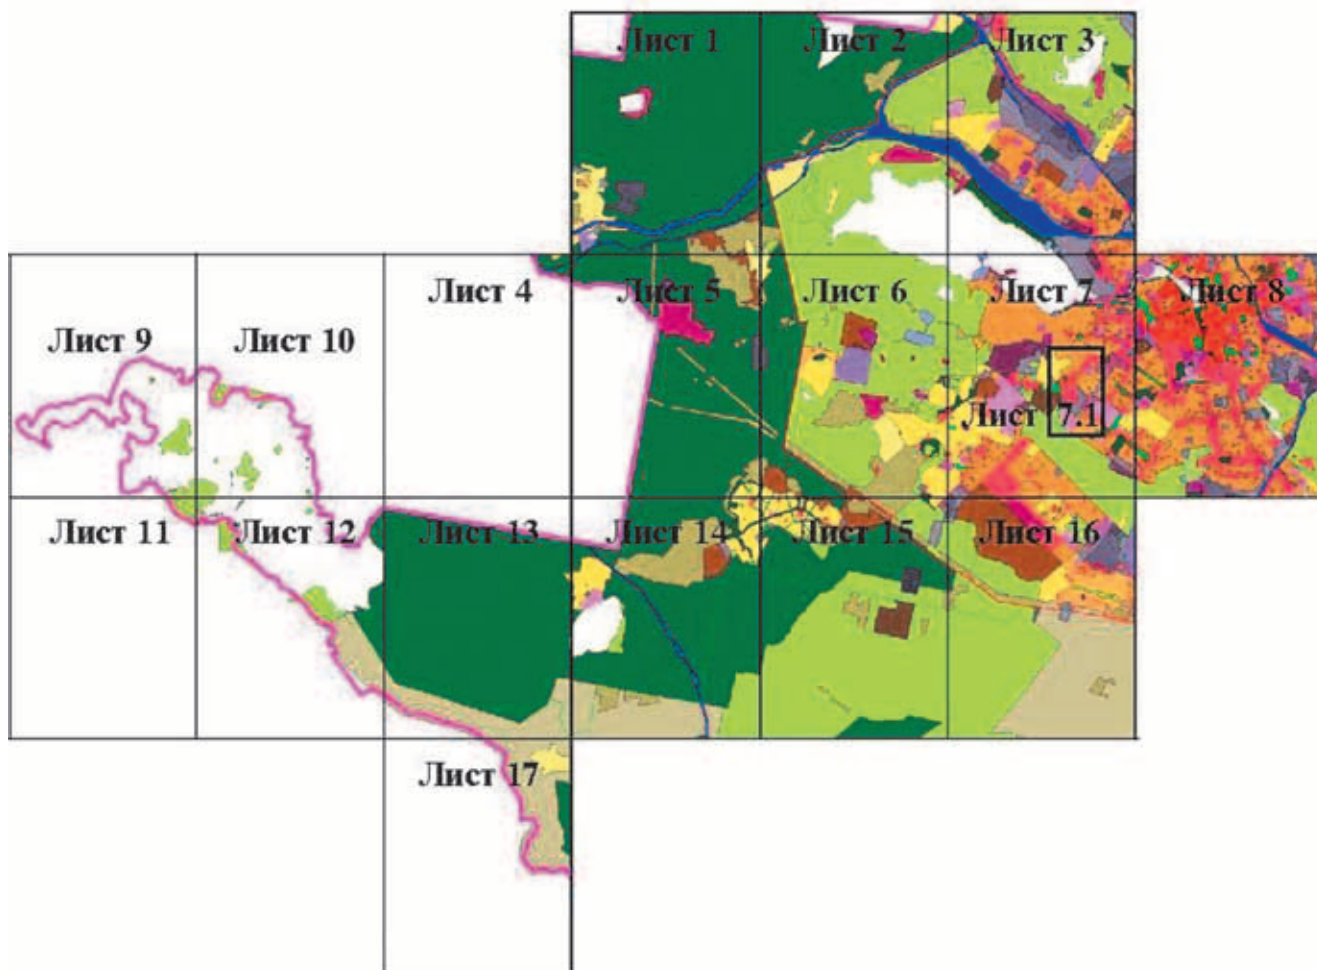 Лист 1
Лист 2
Лист 3
Лист 4
Лист 5
Лист 6
Лист 7
Лист 8
Лист 9
Лист 10
Лист 7.1
Лист 11
Лист 12
Лист 13
Лист 14
Лист 15
Лист 16
Лист 17